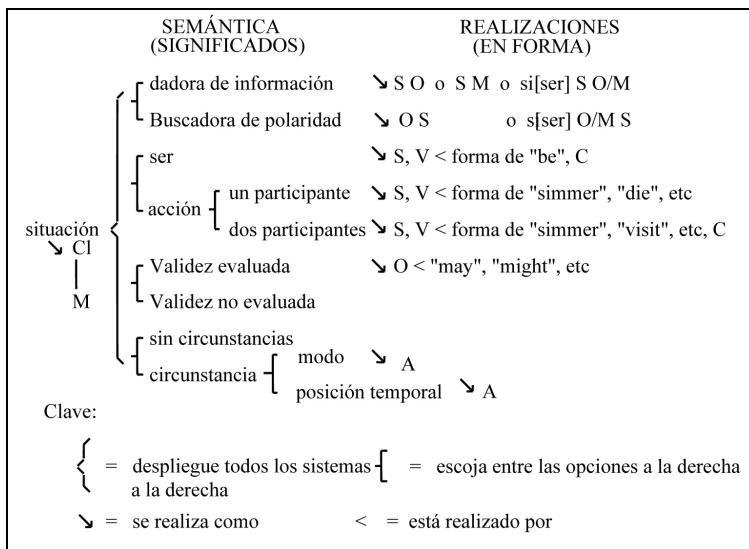 SEMÁNTICA REALIZACIONES
(SIGNIFICADOS) (EN FORMA)
dadora de información ↘ S O o S M o si[ser] S O/M
Buscadora de polaridad ↘ O S o s[ser] O/M S
ser ↘ S, V < forma de "be", C
un participante ↘ S, V < forma de "simmer", "die", etc
acción
situación dos participantes ↘ S, V < forma de "simmer", "visit", etc, C
↘ Cl
Validez evaluada ↘ O < "may", "might", etc
M Validez no evaluada
sin circunstancias
modo ↘ A
circunstancia
posición temporal ↘ A
Clave:
= despliegue todos los sistemas = escoja entre las opciones a la derecha
a la derecha
↘ = se realiza como < = está realizado por